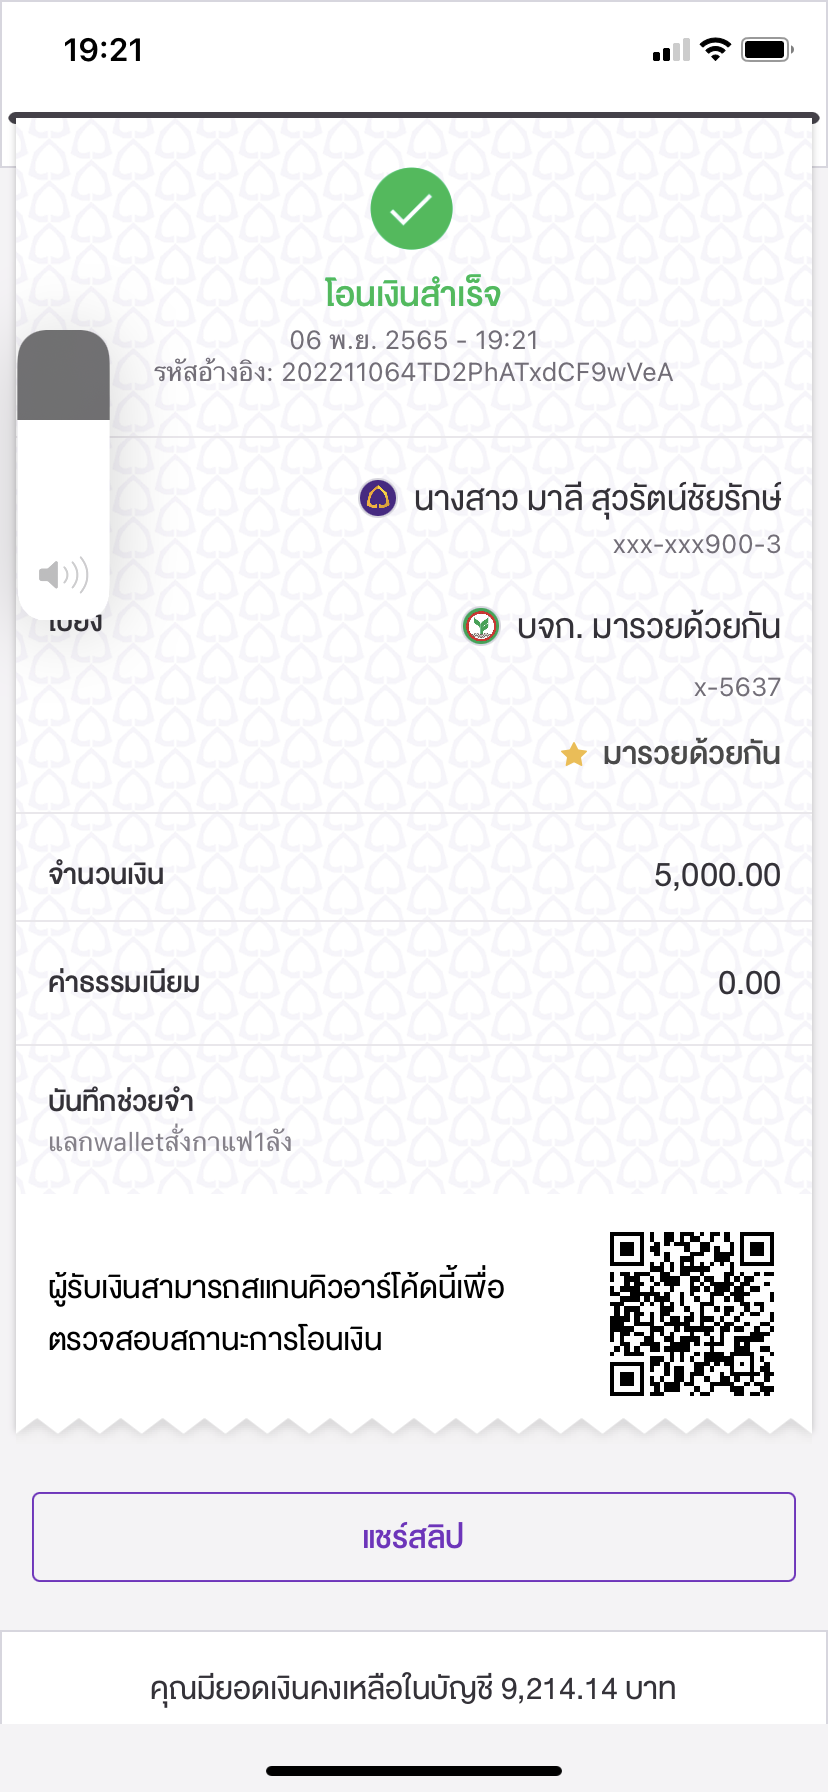 19:21
โอนเงินสำเร็จ
06 พ.ย. 2565 - 19:21
รหัสอ้างอิง: 202211064TD2PhATxdCF9wVeA
นางสาว มาลี สุวรัตน์ชัยรักษ์
xxx-xxx900-3
ไปยัง
บจก. มารวยด้วยกัน
x-5637
มารวยด้วยกัน
จำนวนเงิน 5,000.00
ค่าธรรมเนียม 0.00
บันทึกช่วยจำ
แลกwalletสั่งกาแฟ1ลัง
ผู้รับเงินสามารถสแกนคิวอาร์โค้ดนี้เพื่อ
ตรวจสอบสถานะการโอนเงิน
แชร์สลิป
คุณมียอดเงินคงเหลือในบัญชี 9,214.14 บาท